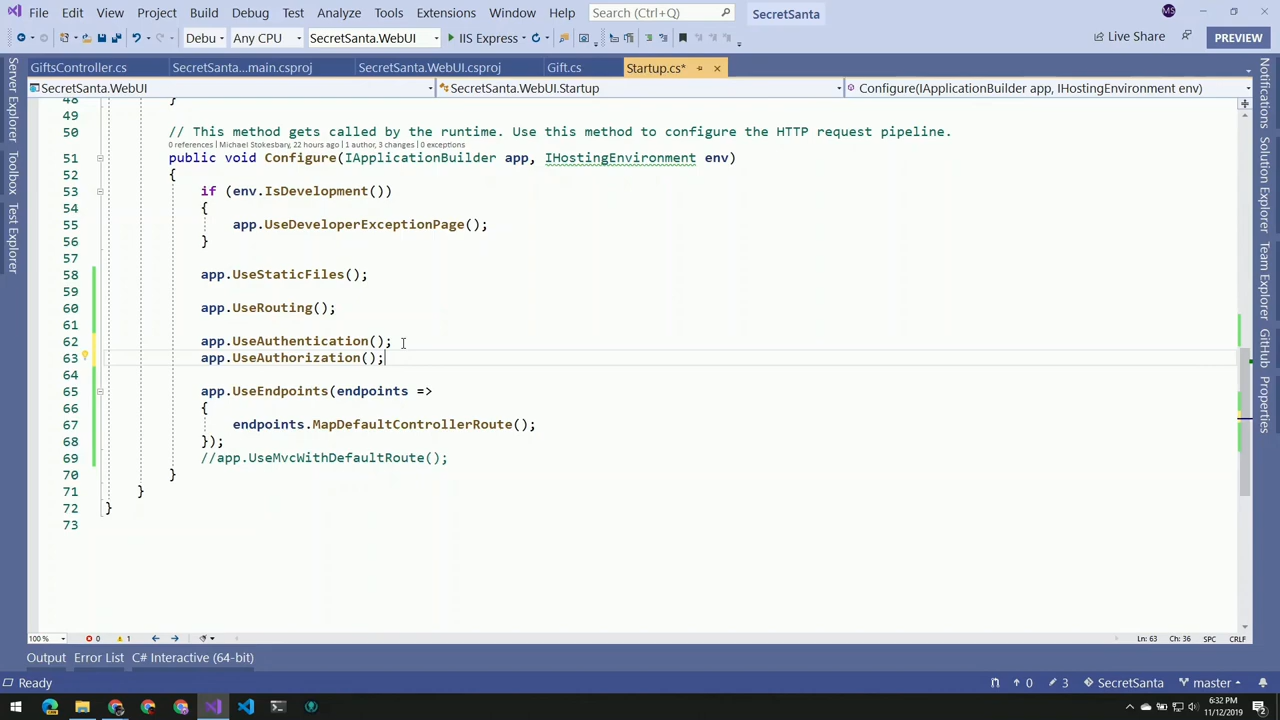 File Edit View Project Build Debug Test Analyze Tools Extensions Window Help Search (Ctrl+Q) SecretSanta MS
Debu Any CPU SecretSanta.WebUI IIS Express Live Share PREVIEW
GiftsController.cs SecretSanta...main.csproj SecretSanta.WebUI.csproj Gift.cs Startup.cs*
SecretSanta.WebUI SecretSanta.WebUI.Startup Configure(IApplicationBuilder app, IHostingEnvironment env)
Server Explorer
Toolbox
Test Explorer
48 }
49
50 // This method gets called by the runtime. Use this method to configure the HTTP request pipeline.
0 references | Michael Stokesbary, 22 hours ago | 1 author, 3 changes | 0 exceptions
51 public void Configure(IApplicationBuilder app, IHostingEnvironment env)
52 {
53 if (env.IsDevelopment())
54 {
55 app.UseDeveloperExceptionPage();
56 }
57
58 app.UseStaticFiles();
59
60 app.UseRouting();
61
62 app.UseAuthentication();
63 app.UseAuthorization();
64
65 app.UseEndpoints(endpoints =>
66 {
67 endpoints.MapDefaultControllerRoute();
68 });
69 //app.UseMvcWithDefaultRoute();
70 }
71 }
72 }
73
Notifications
Solution Explorer
Team Explorer
GitHub
Properties
100 % 0 1 Ln: 63 Ch: 36 SPC CRLF
Output Error List C# Interactive (64-bit)
Ready 0 3 SecretSanta master
6:32 PM
11/12/2019
2